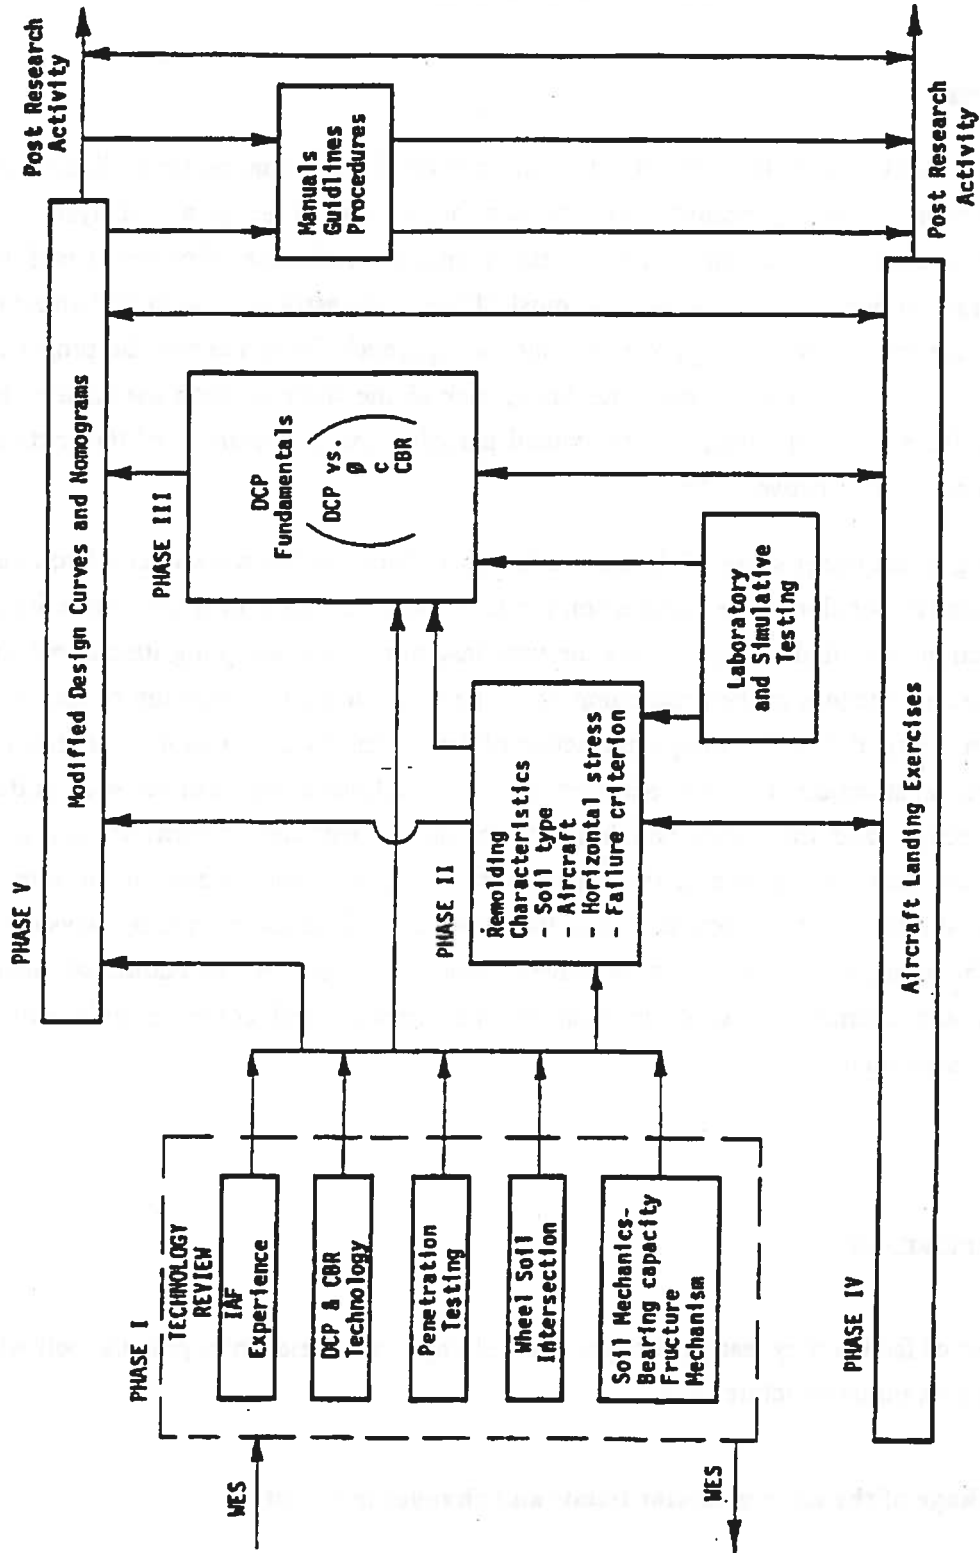 PHASE I
TECHNOLOGY
REVIEW
IAF
Experience
DCP & CBR
Technology
Penetration
Testing
Wheel Soil
Intersection
Soil Mechanics-
Bearing capacity
Fructure
Mechanism
WES
WES
PHASE V
Modified Design Curves and Nomograms
Post Research
Activity
PHASE II
Remolding
Characteristics
- Soil type
- Aircraft
- Horizontal stress
- Failure criterion
PHASE III
DCP
Fundamentals
DCP vs.
Ø
C
CBR
Laboratory
and Simulative
Testing
Manuals
Guidlines
Procedures
PHASE IV
Aircraft Landing Exercises
Post Research
Activity